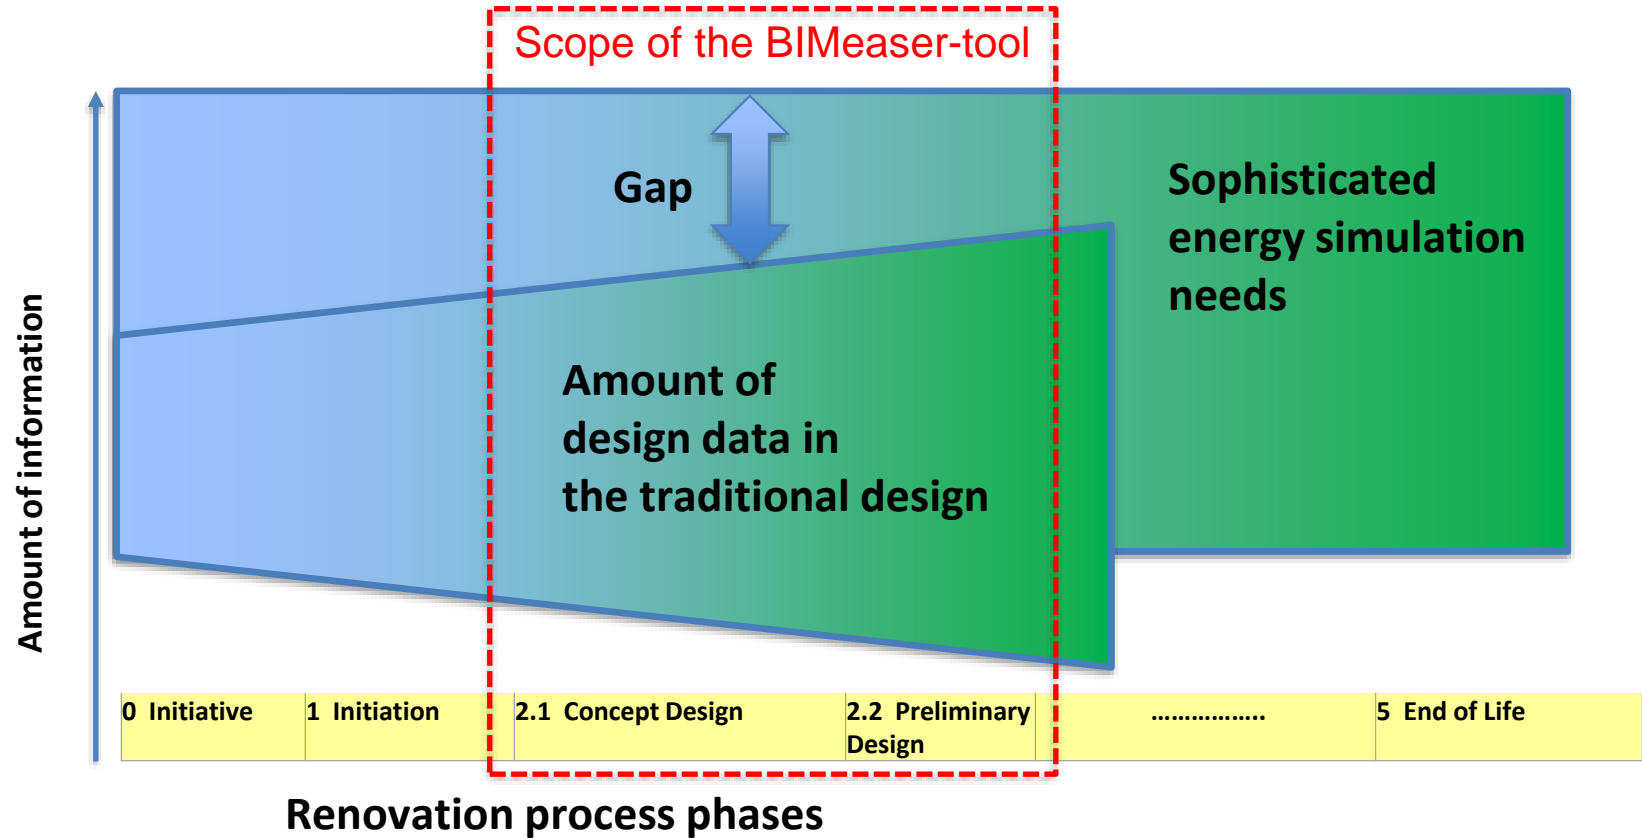 Scope of the BIMeaser-tool
Gap
Sophisticated
energy simulation
needs
Amount of
design data in
the traditional design
Amount of information
0 Initiative
1 Initiation
2.1 Concept Design
2.2 Preliminary
Design
……………..
5 End of Life
Renovation process phases